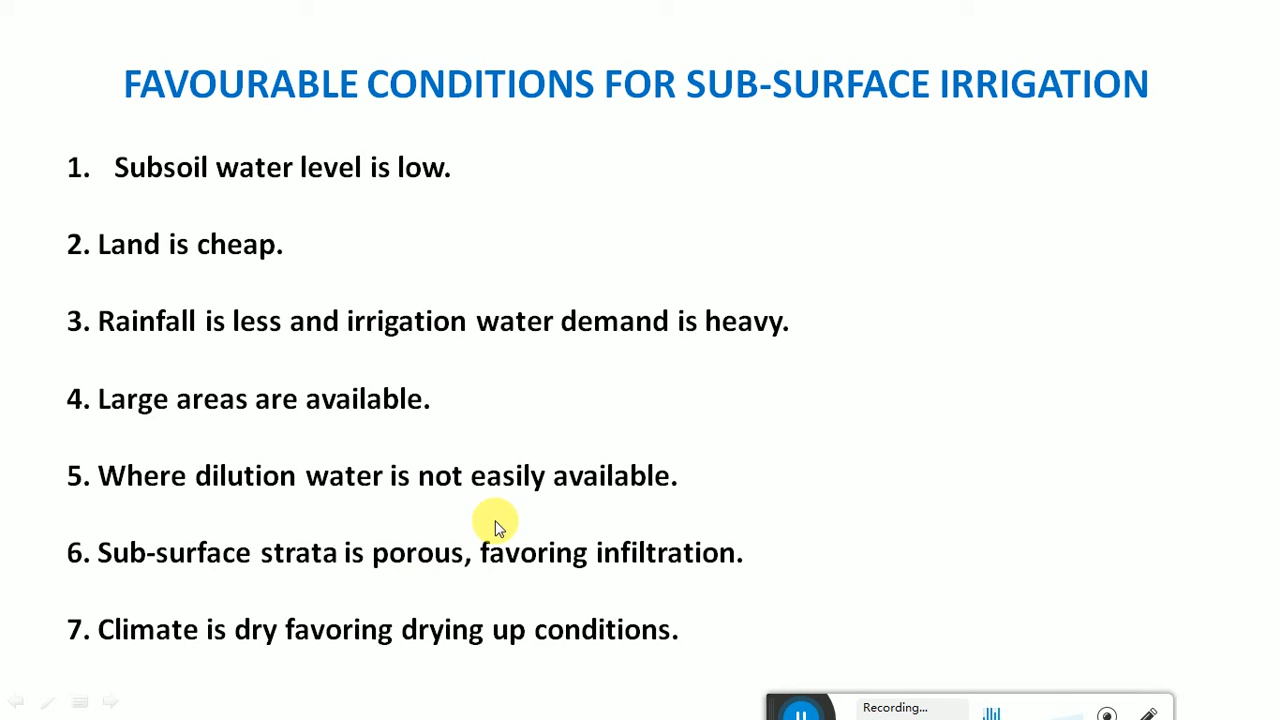 FAVOURABLE CONDITIONS FOR SUB-SURFACE IRRIGATION
1. Subsoil water level is low.
2. Land is cheap.
3. Rainfall is less and irrigation water demand is heavy.
4. Large areas are available.
5. Where dilution water is not easily available.
6. Sub-surface strata is porous, favoring infiltration.
7. Climate is dry favoring drying up conditions.
Recording...